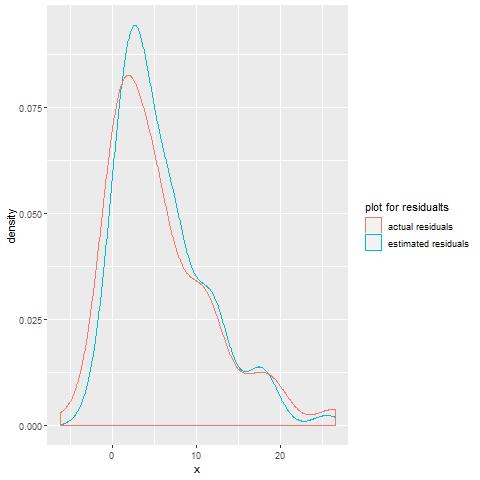 0.075
0.050
0.025
0.000
density
0
10
20
x
plot for residualts
actual residuals
estimated residuals